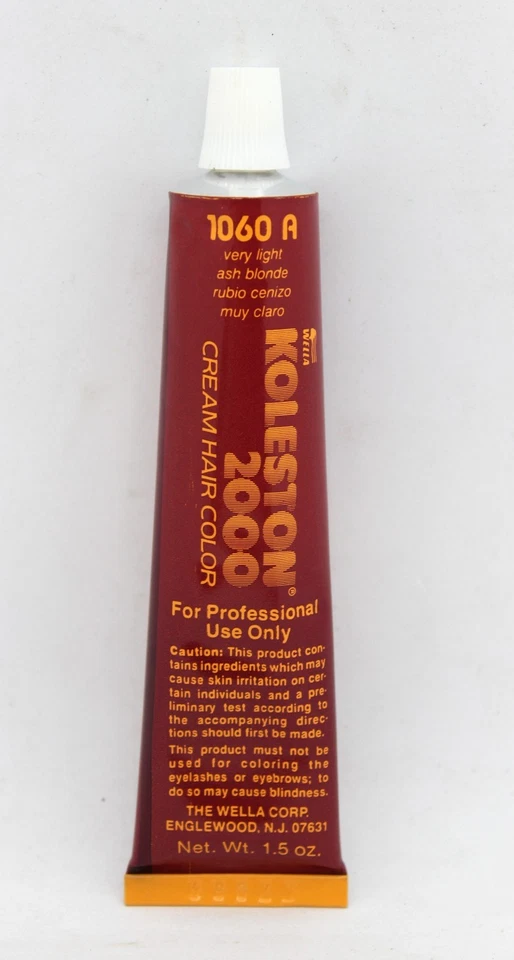 1060 A
very light
ash blonde
rubio cenizo
muy claro
WELLA
KOLESTON®
2000
CREAM HAIR COLOR
For Professional
Use Only
Caution: This product con-
tains ingredients which may
cause skin irritation on cer-
tain individuals and a pre-
liminary test according to
the accompanying direc-
tions should first be made.
This product must not be
used for coloring the
eyelashes or eyebrows; to
do so may cause blindness.
THE WELLA CORP.
ENGLEWOOD, N.J. 07631
Net. Wt. 1.5 oz.